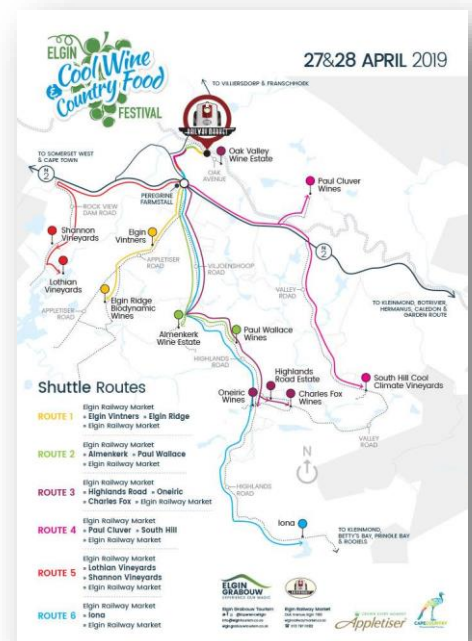 ELGIN
Cool Wine
& Country Food
FESTIVAL
27&28 APRIL 2019
TO VILLIERSDORP & FRANSCHHOEK
RAILWAY MARKET
Oak Valley
Wine Estate
OAK
AVENUE
TO SOMERSET WEST
& CAPE TOWN
N
2
PEREGRINE
FARMSTALL
Paul Cluver
Wines
ROCK VIEW
DAM ROAD
Shannon
Vineyards
Elgin
Vintners
Lothian
Vineyards
APPLETISER
ROAD
VILJOENSHOOP
ROAD
N
2
VALLEY
ROAD
TO KLEINMOND, BOTRIVIER,
HERMANUS, CALEDON &
GARDEN ROUTE
APPLETISER
ROAD
Elgin Ridge
Biodynamic
Wines
Almenkerk
Wine Estate
Paul Wallace
Wines
HIGHLANDS
ROAD
Highlands
Road Estate
Oneiric
Wines
Charles Fox
Wines
South Hill Cool
Climate Vineyard
VALLEY
ROAD
N
HIGHLANDS
ROAD
Iona
TO KLEINMOND,
BETTY'S BAY, PRINGLE BAY
& ROOIELS
Shuttle Routes
ROUTE 1
Elgin Railway Market
» Elgin Vintners » Elgin Ridge
» Elgin Railway Market
ROUTE 2
Elgin Railway Market
» Almenkerk » Paul Wallace
» Elgin Railway Market
ROUTE 3
Elgin Railway Market
» Highlands Road » Oneiric
» Charles Fox » Elgin Railway Market
ROUTE 4
Elgin Railway Market
» Paul Cluver » South Hill
» Elgin Railway Market
ROUTE 5
Elgin Railway Market
» Lothian Vineyards
» Shannon Vineyards
» Elgin Railway Market
ROUTE 6
Elgin Railway Market
» Iona
» Elgin Railway Market
ELGIN
GRABOUW
Elgin Grabouw Tourism
Elgin Railway Market
Appletiser